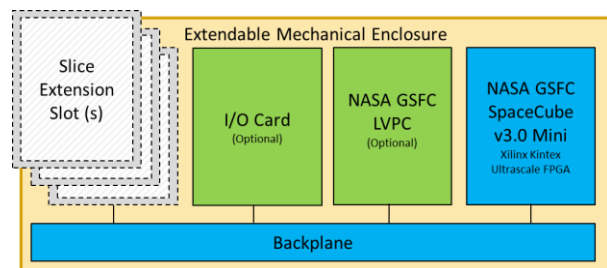 Extendable Mechanical Enclosure
Slice
Extension
Slot (s)
I/O Card
(Optional)
NASA GSFC
LVPC
(Optional)
NASA GSFC
SpaceCube
v3.0 Mini
Xilinx Kintex
Ultrascale FPGA
Backplane